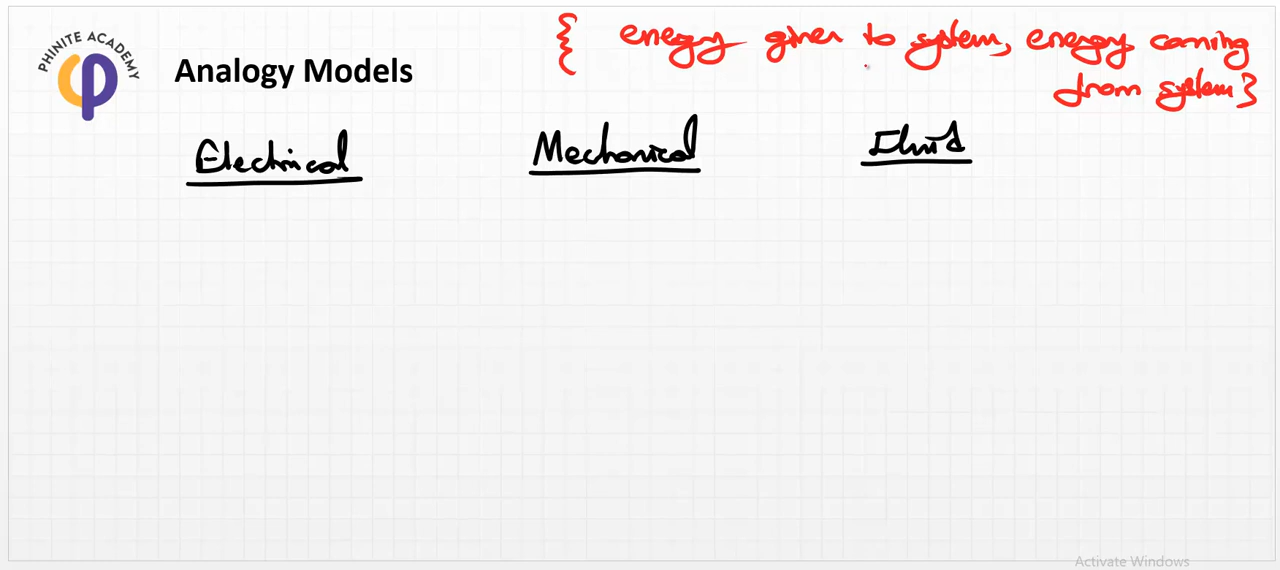 PHINITE ACADEMY
Analogy Models
{ energy given to system, energy coming
from system}
Electrical Mechanical Fluid
Activate Windows